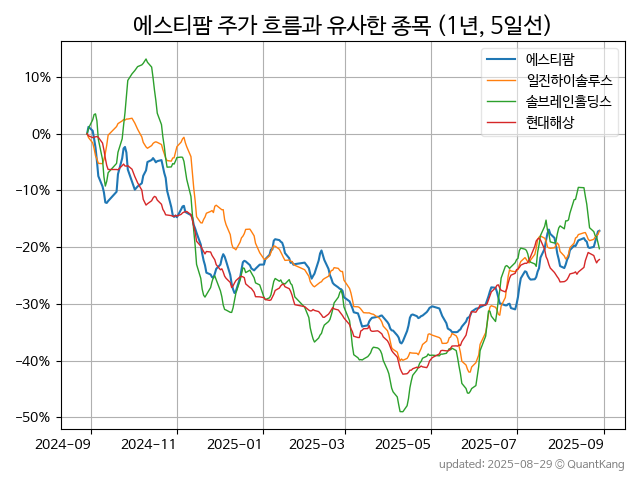 에스티팜 주가 흐름과 유사한 종목 (1년, 5일선)
에스티팜
일진하이솔루스
솔브레인홀딩스
현대해상
10%
0%
−10%
−20%
−30%
−40%
−50%
2024-09 2024-11 2025-01 2025-03 2025-05 2025-07 2025-09
updated: 2025-08-29 © QuantKang